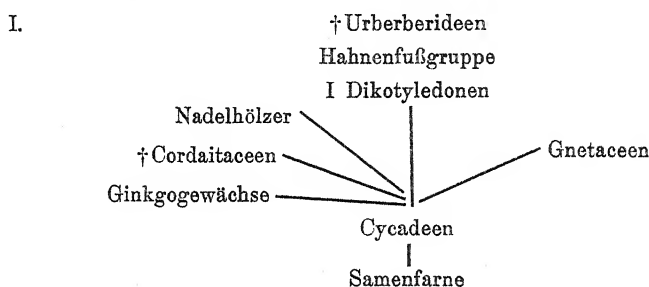 I.
†Urberberideen
Hahnenfußgruppe
I Dikotyledonen
Nadelhölzer
†Cordaitaceen
Gnetaceen
Ginkgogewächse
Cycadeen
Samenfarne